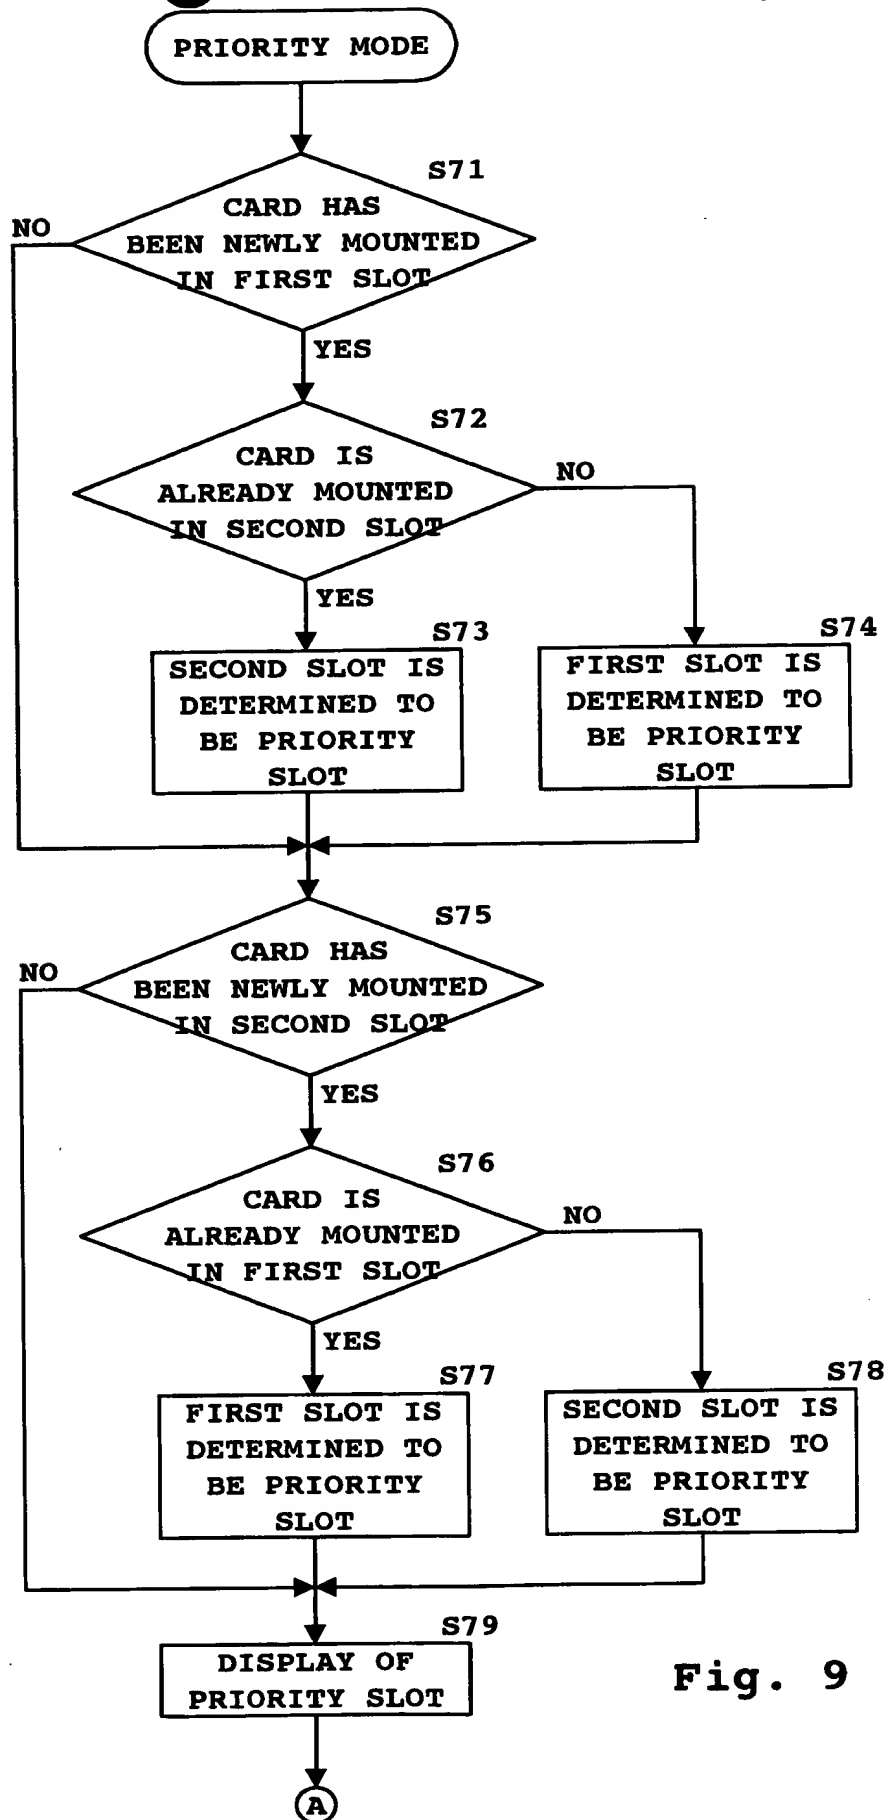 PRIORITY MODE
S71
CARD HAS
BEEN NEWLY MOUNTED
IN FIRST SLOT
NO
YES
S72
CARD IS
ALREADY MOUNTED
IN SECOND SLOT
NO
YES
S73
SECOND SLOT IS
DETERMINED TO
BE PRIORITY
SLOT
S74
FIRST SLOT IS
DETERMINED TO
BE PRIORITY
SLOT
S75
CARD HAS
BEEN NEWLY MOUNTED
IN SECOND SLOT
NO
YES
S76
CARD IS
ALREADY MOUNTED
IN FIRST SLOT
NO
YES
S77
FIRST SLOT IS
DETERMINED TO
BE PRIORITY
SLOT
S78
SECOND SLOT IS
DETERMINED TO
BE PRIORITY
SLOT
S79
DISPLAY OF
PRIORITY SLOT
Fig. 9
A